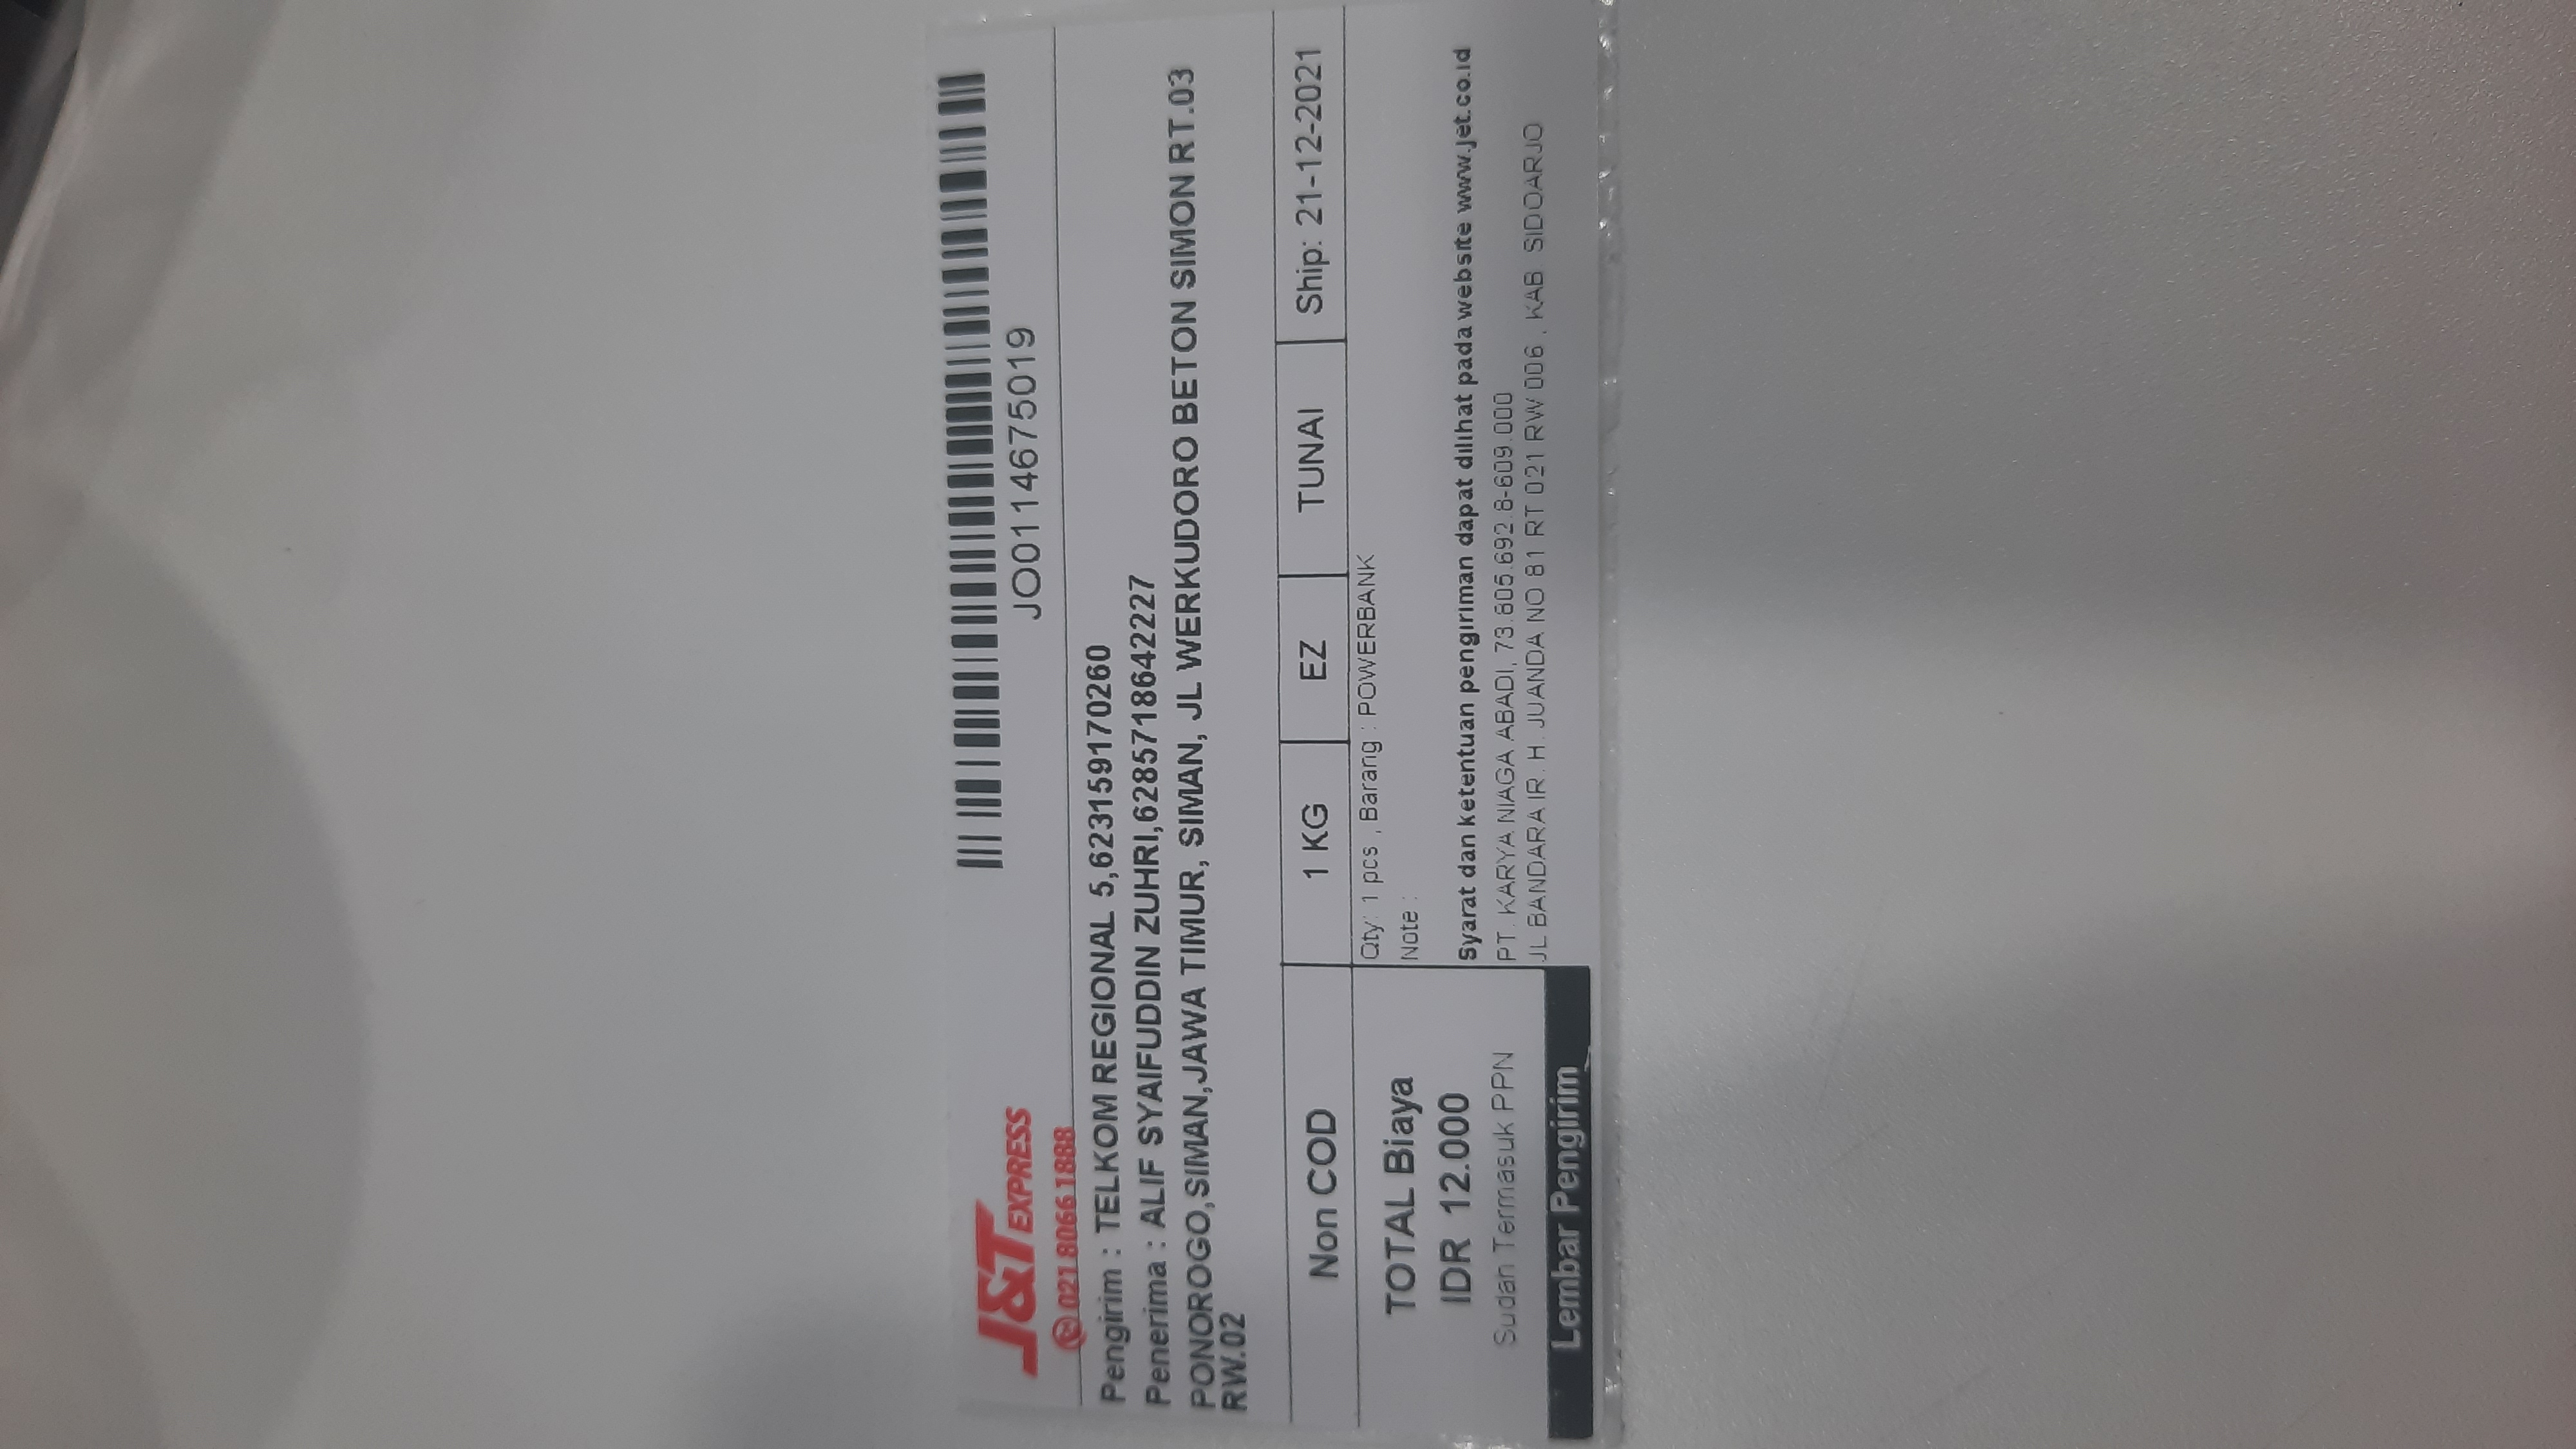 J&T EXPRESS
021 8066 1888
JO0114675019
Pengirim : TELKOM REGIONAL 5,623159170260
Penerima : ALIF SYAIFUDDIN ZUHRI,6285718642227
PONOROGO,SIMAN,JAWA TIMUR, SIMAN, JL WERKUDORO BETON SIMON RT.03
RW.02
Non COD
1 KG
EZ
TUNAI
Ship: 21-12-2021
TOTAL Biaya
IDR 12.000
Sudah Termasuk PPN
Lembar Pengirim
Qty: 1 pcs , Barang : POWERBANK
Note :
Syarat dan ketentuan pengiriman dapat dilihat pada website www.jet.co.id
PT. KARYA NIAGA ABADI, 73.805.692.8-609.000
JL BANDARA IR. H. JUANDA NO 81 RT 021 RW 006 , KAB. SIDOARJO